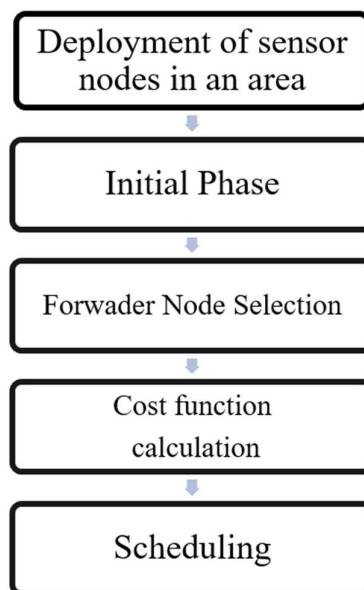 Deployment of sensor
nodes in an area
Initial Phase
Forwader Node Selection
Cost function
calculation
Scheduling